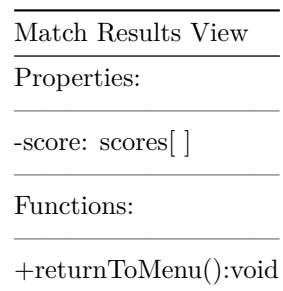 Match Results View
Properties:
-score: scores[ ]
Functions:
+returnToMenu():void